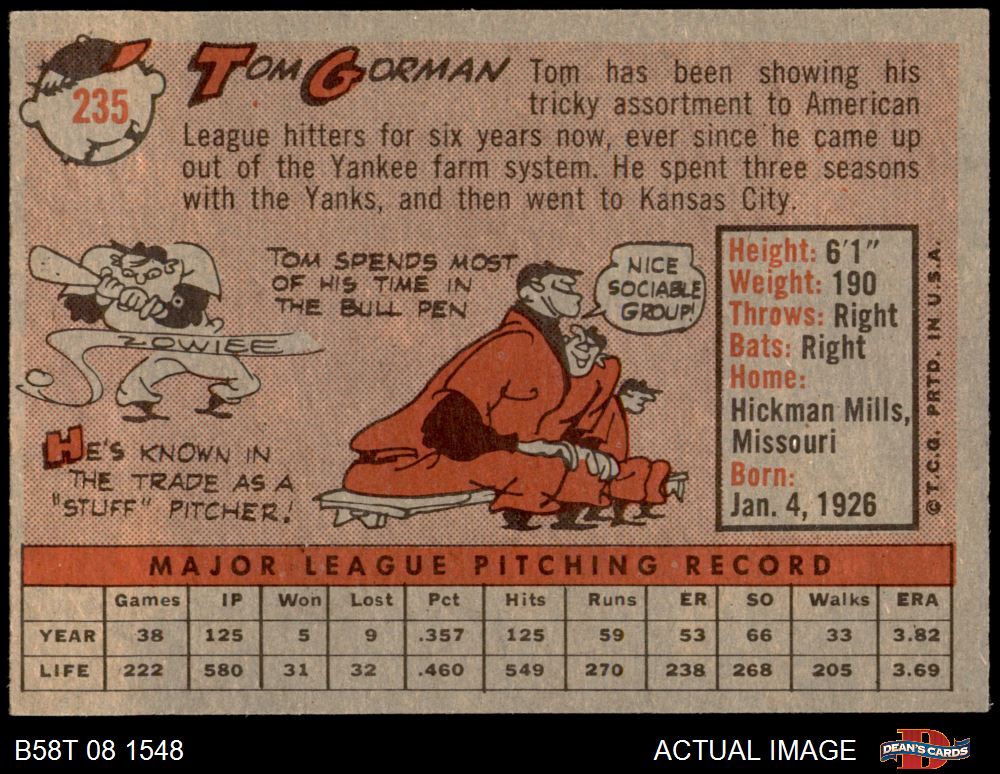 235
TOM GORMAN
Tom has been showing his
tricky assortment to American
League hitters for six years now, ever since he came up
out of the Yankee farm system. He spent three seasons
with the Yanks, and then went to Kansas City.
ZOWIEE
HE'S KNOWN IN
THE TRADE AS A
"STUFF" PITCHER!
TOM SPENDS MOST
OF HIS TIME IN
THE BULL PEN
NICE
SOCIABLE
GROUP!
Height: 6'1"
Weight: 190
Throws: Right
Bats: Right
Home:
Hickman Mills,
Missouri
Born:
Jan. 4, 1926
©T.C.G. PRTD. IN U.S.A.
MAJOR LEAGUE PITCHING RECORD
Games IP Won Lost Pct Hits Runs ER SO Walks ERA
YEAR 38 125 5 9 .357 125 59 53 66 33 3.82
LIFE 222 580 31 32 .460 549 270 238 268 205 3.69
B58T 08 1548
ACTUAL IMAGE
DEAN'S CARDS